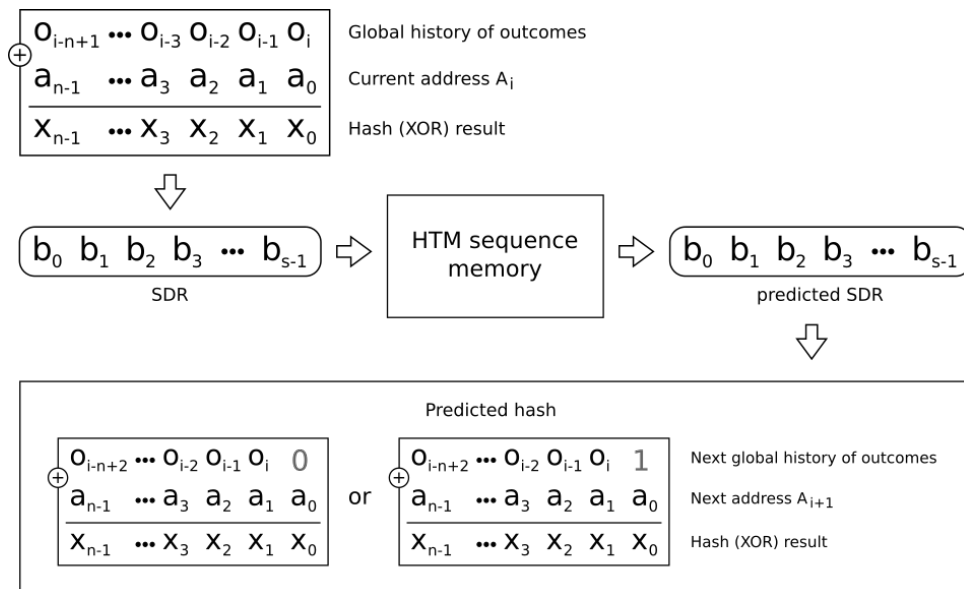 o_{i-n+1} ••• o_{i-3} o_{i-2} o_{i-1} o_i Global history of outcomes
⊕
a_{n-1} ••• a_3 a_2 a_1 a_0 Current address A_i
x_{n-1} ••• x_3 x_2 x_1 x_0 Hash (XOR) result
b_0 b_1 b_2 b_3 ••• b_{s-1}
SDR
HTM sequence
memory
b_0 b_1 b_2 b_3 ••• b_{s-1}
predicted SDR
Predicted hash
o_{i-n+2} ••• o_{i-2} o_{i-1} o_i 0
⊕
a_{n-1} ••• a_3 a_2 a_1 a_0
x_{n-1} ••• x_3 x_2 x_1 x_0
or
o_{i-n+2} ••• o_{i-2} o_{i-1} o_i 1 Next global history of outcomes
⊕
a_{n-1} ••• a_3 a_2 a_1 a_0 Next address A_{i+1}
x_{n-1} ••• x_3 x_2 x_1 x_0 Hash (XOR) result